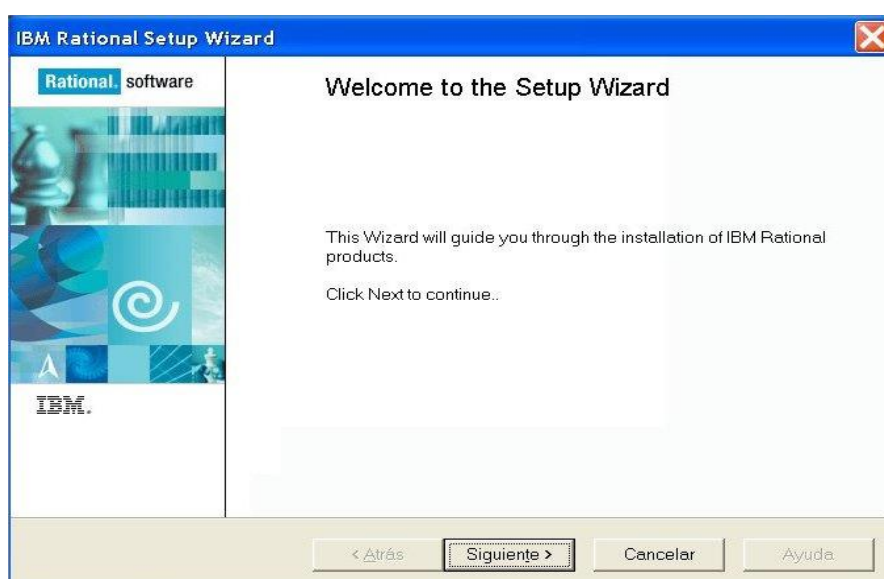 IBM Rational Setup Wizard
Rational. software
Welcome to the Setup Wizard
This Wizard will guide you through the installation of IBM Rational
products.
Click Next to continue..
IBM.
< Atrás
Siguiente >
Cancelar
Ayuda